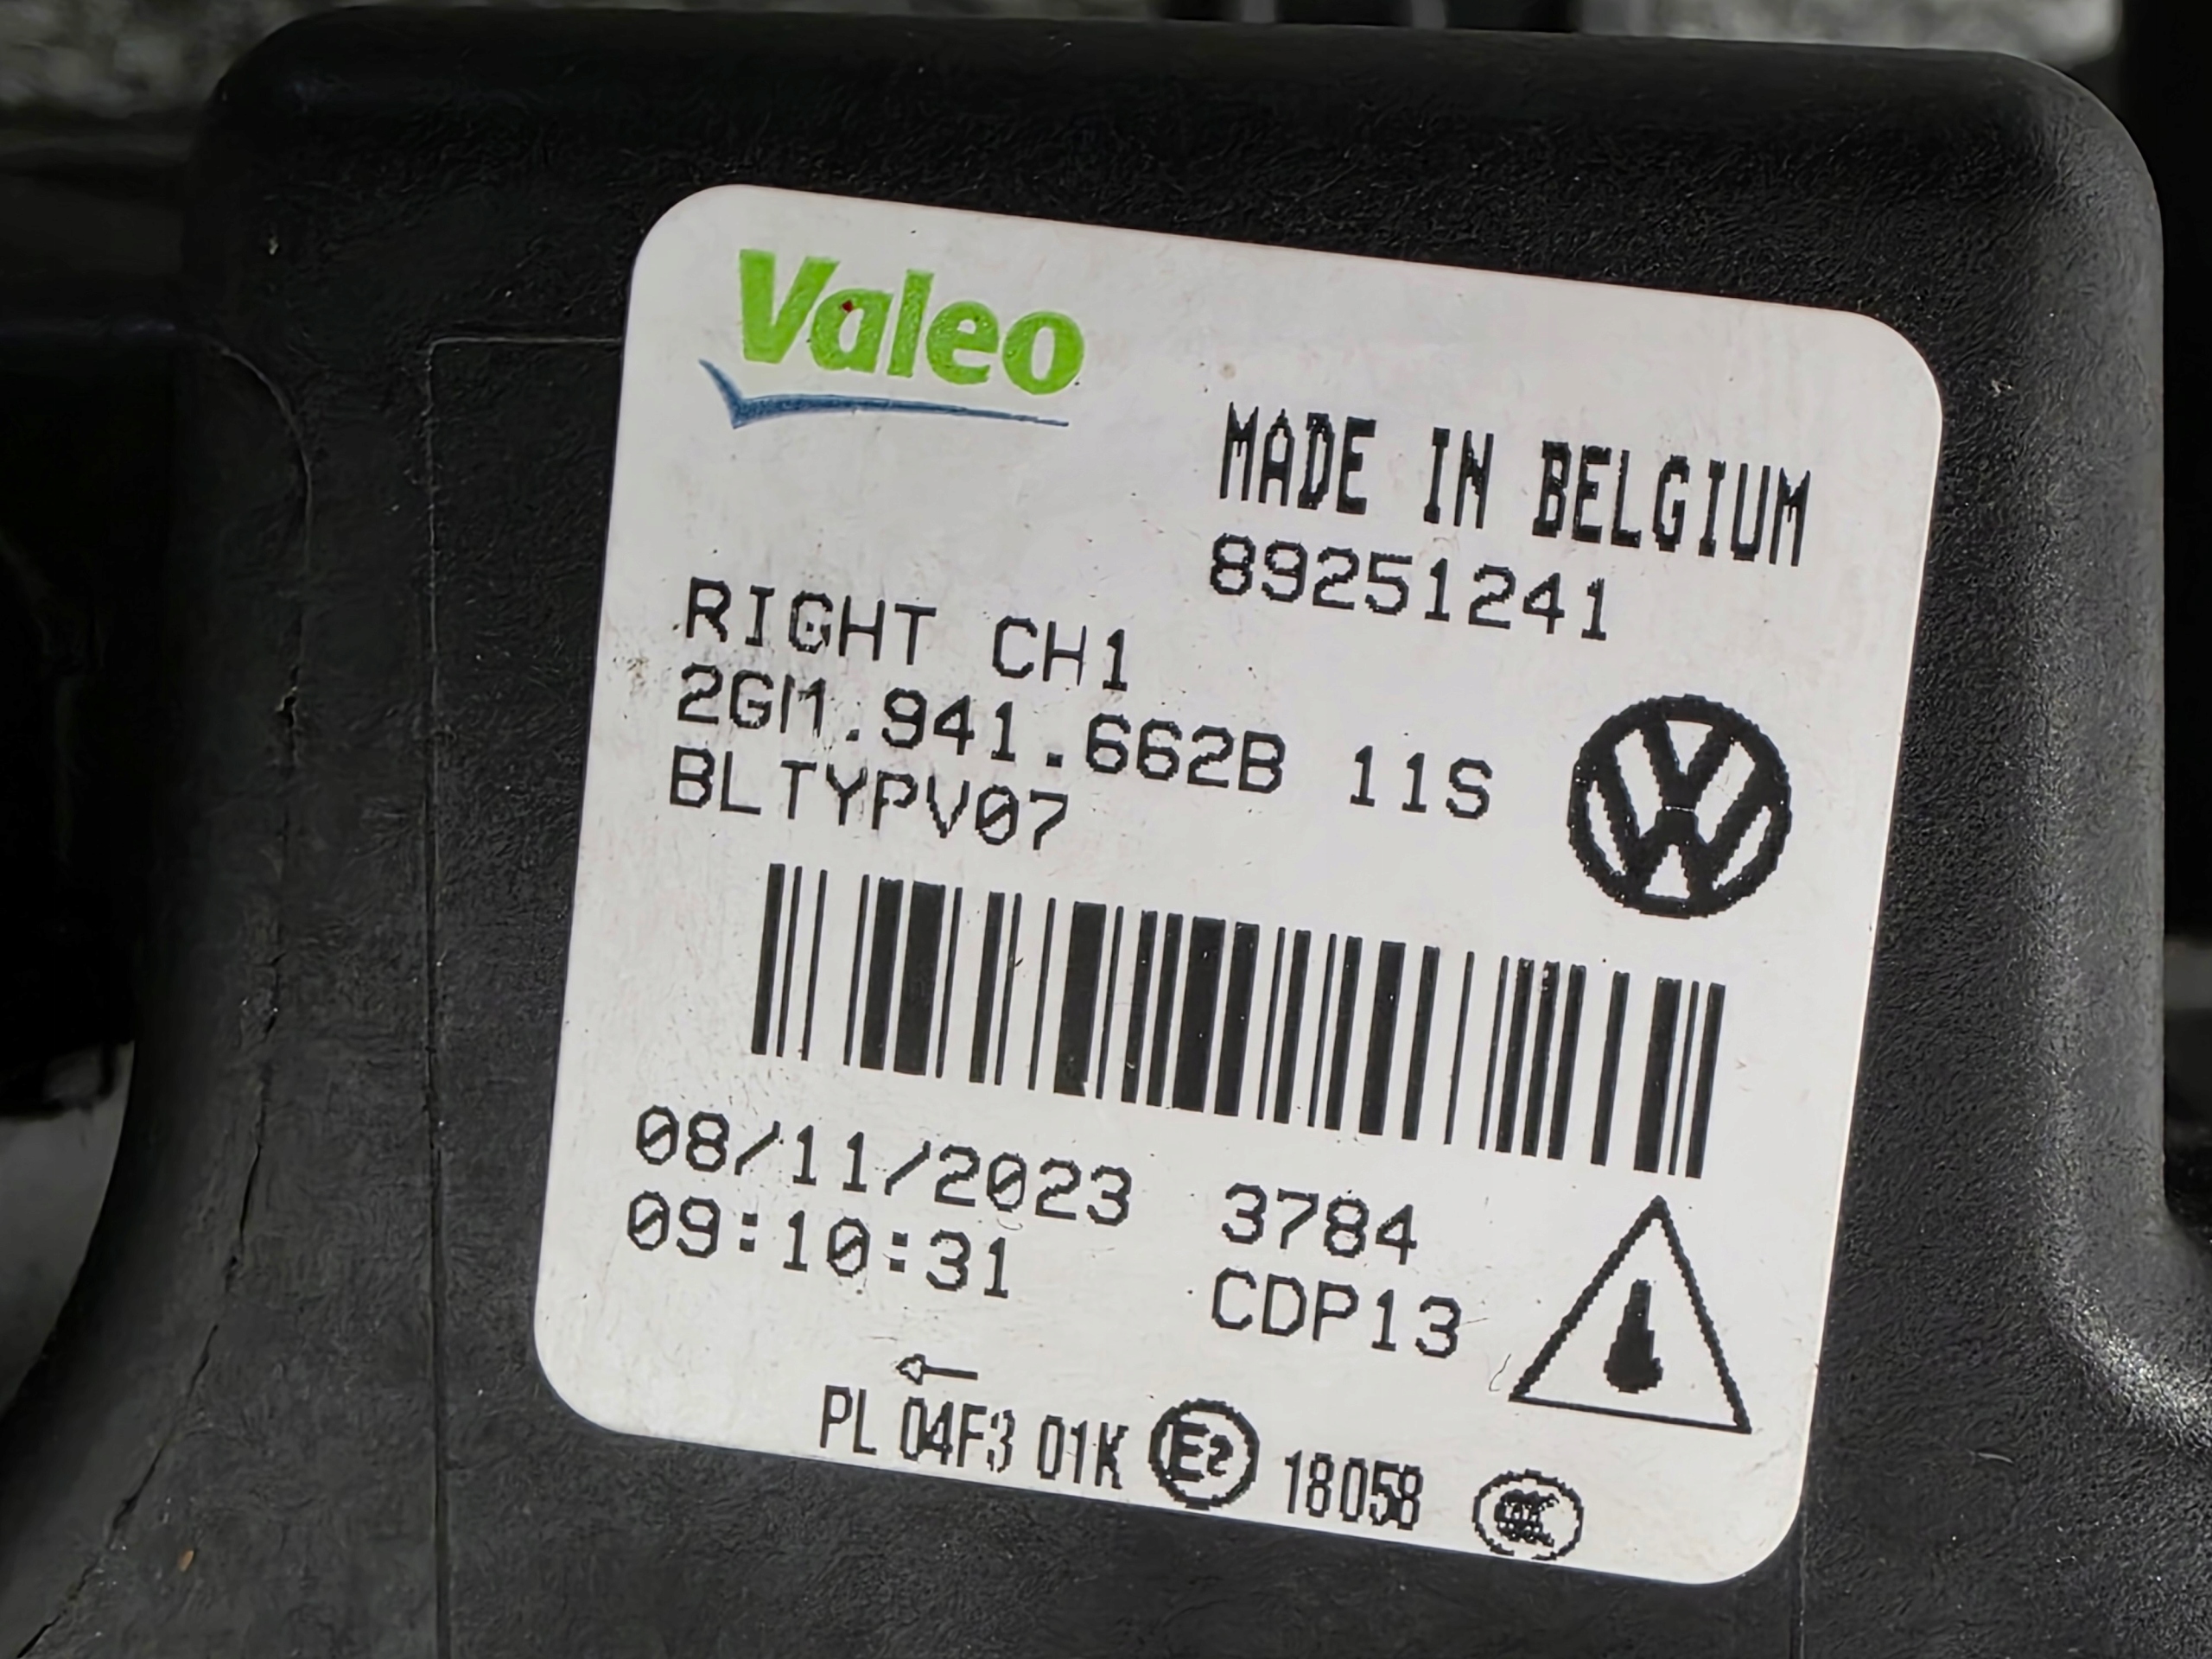 Valeo
MADE IN BELGIUM
89251241
RIGHT CH1
2GM.941.662B 11S
BLTYPV07
08/11/2023 3784
09:10:31 CDP13
PL 04F3 01K E2 18058